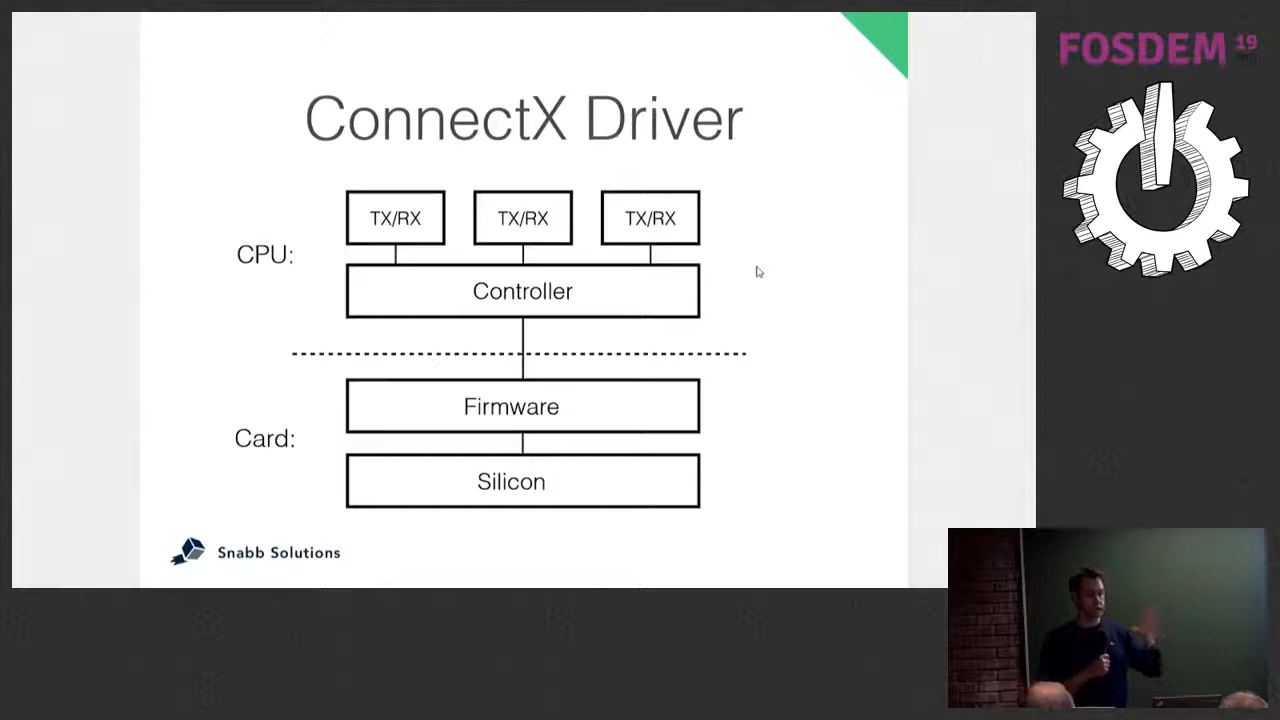 ConnectX Driver
TX/RX TX/RX TX/RX
CPU:
Controller
Firmware
Card:
Silicon
Snabb Solutions
FOSDEM 19